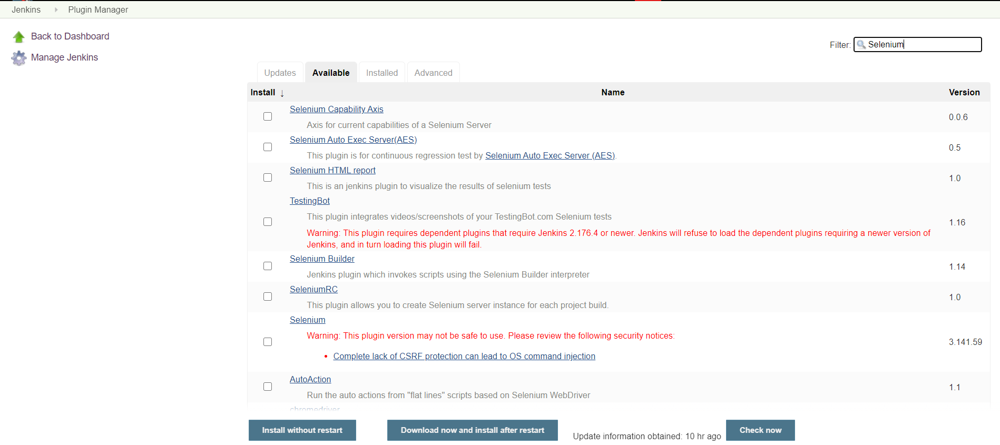 Jenkins
Plugin Manager
Back to Dashboard
Manage Jenkins
Filter: Selenium
Updates
Available
Installed
Advanced
Install ↓
Name
Version
Selenium Capability Axis
Axis for current capabilities of a Selenium Server
0.0.6
Selenium Auto Exec Server(AES)
This plugin is for continuous regression test by Selenium Auto Exec Server (AES).
0.5
Selenium HTML report
This is an jenkins plugin to visualize the results of selenium tests
1.0
TestingBot
This plugin integrates videos/screenshots of your TestingBot.com Selenium tests
Warning: This plugin requires dependent plugins that require Jenkins 2.176.4 or newer. Jenkins will refuse to load the dependent plugins requiring a newer version of
Jenkins, and in turn loading this plugin will fail.
1.16
Selenium Builder
Jenkins plugin which invokes scripts using the Selenium Builder interpreter
1.14
SeleniumRC
This plugin allows you to create Selenium server instance for each project build.
1.0
Selenium
Warning: This plugin version may not be safe to use. Please review the following security notices:
• Complete lack of CSRF protection can lead to OS command injection
3.141.59
AutoAction
Run the auto actions from "flat lines" scripts based on Selenium WebDriver
1.1
chromedriver
Install without restart
Download now and install after restart
Update information obtained: 10 hr ago
Check now